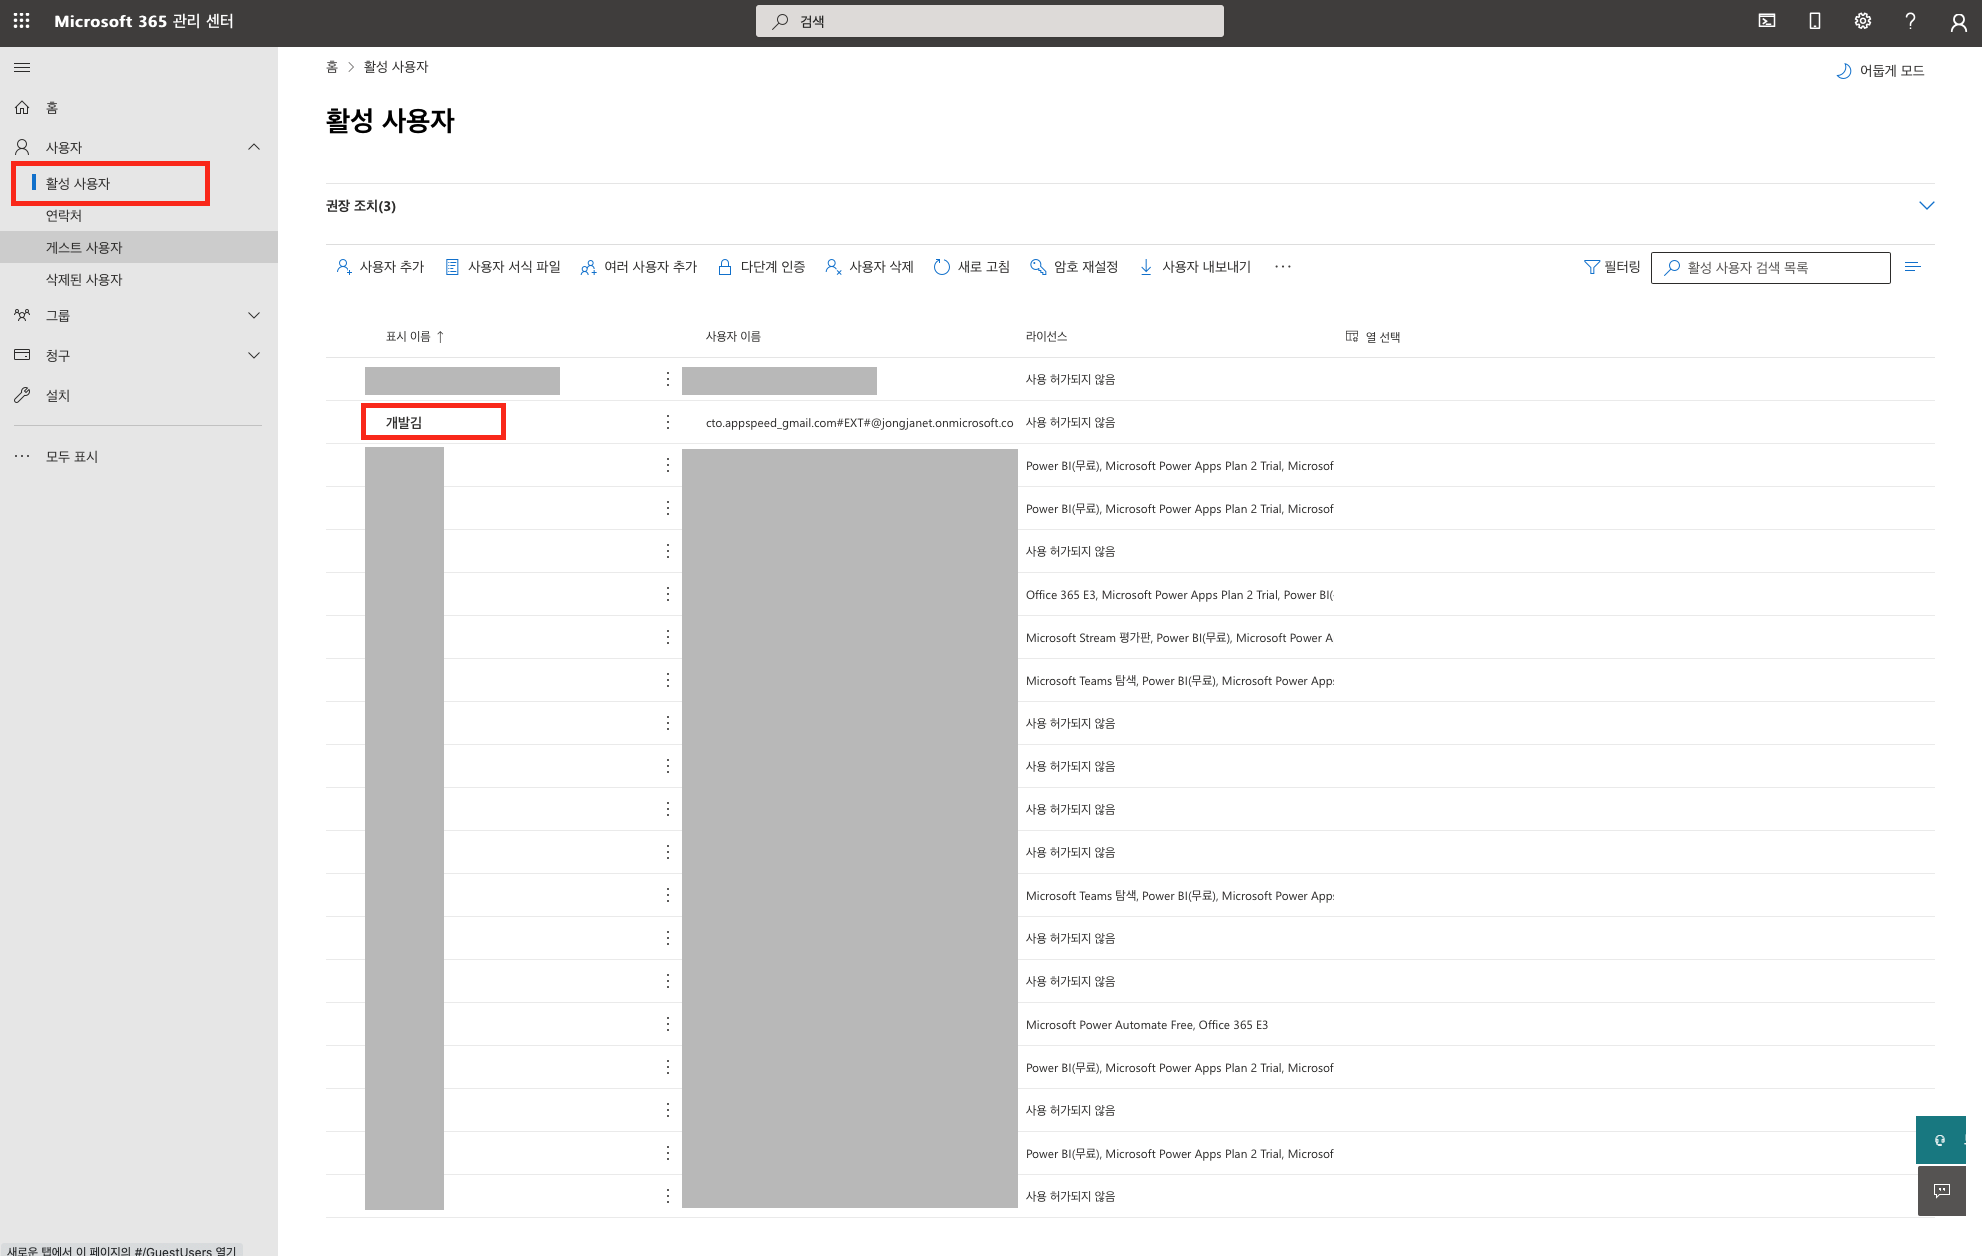 Microsoft 365 관리 센터
검색
홈
사용자
활성 사용자
연락처
게스트 사용자
삭제된 사용자
그룹
청구
설치
모두 표시
홈 > 활성 사용자
어둡게 모드
활성 사용자
권장 조치(3)
사용자 추가 사용자 서식 파일 여러 사용자 추가 다단계 인증 사용자 삭제 새로 고침 암호 재설정 사용자 내보내기 ··· 필터링 활성 사용자 검색 목록
표시 이름 ↑ 사용자 이름 라이선스 열 선택
사용 허가되지 않음
개발김 cto.appspeed_gmail.com#EXT#@jongjanet.onmicrosoft.co 사용 허가되지 않음
Power BI(무료), Microsoft Power Apps Plan 2 Trial, Microsof
Power BI(무료), Microsoft Power Apps Plan 2 Trial, Microsof
사용 허가되지 않음
Office 365 E3, Microsoft Power Apps Plan 2 Trial, Power BI(
Microsoft Stream 평가판, Power BI(무료), Microsoft Power A
Microsoft Teams 탐색, Power BI(무료), Microsoft Power Apps
사용 허가되지 않음
사용 허가되지 않음
사용 허가되지 않음
사용 허가되지 않음
Microsoft Teams 탐색, Power BI(무료), Microsoft Power Apps
사용 허가되지 않음
사용 허가되지 않음
Microsoft Power Automate Free, Office 365 E3
Power BI(무료), Microsoft Power Apps Plan 2 Trial, Microsof
사용 허가되지 않음
Power BI(무료), Microsoft Power Apps Plan 2 Trial, Microsof
사용 허가되지 않음
새로운 탭에서 이 페이지의 #/GuestUsers 열기